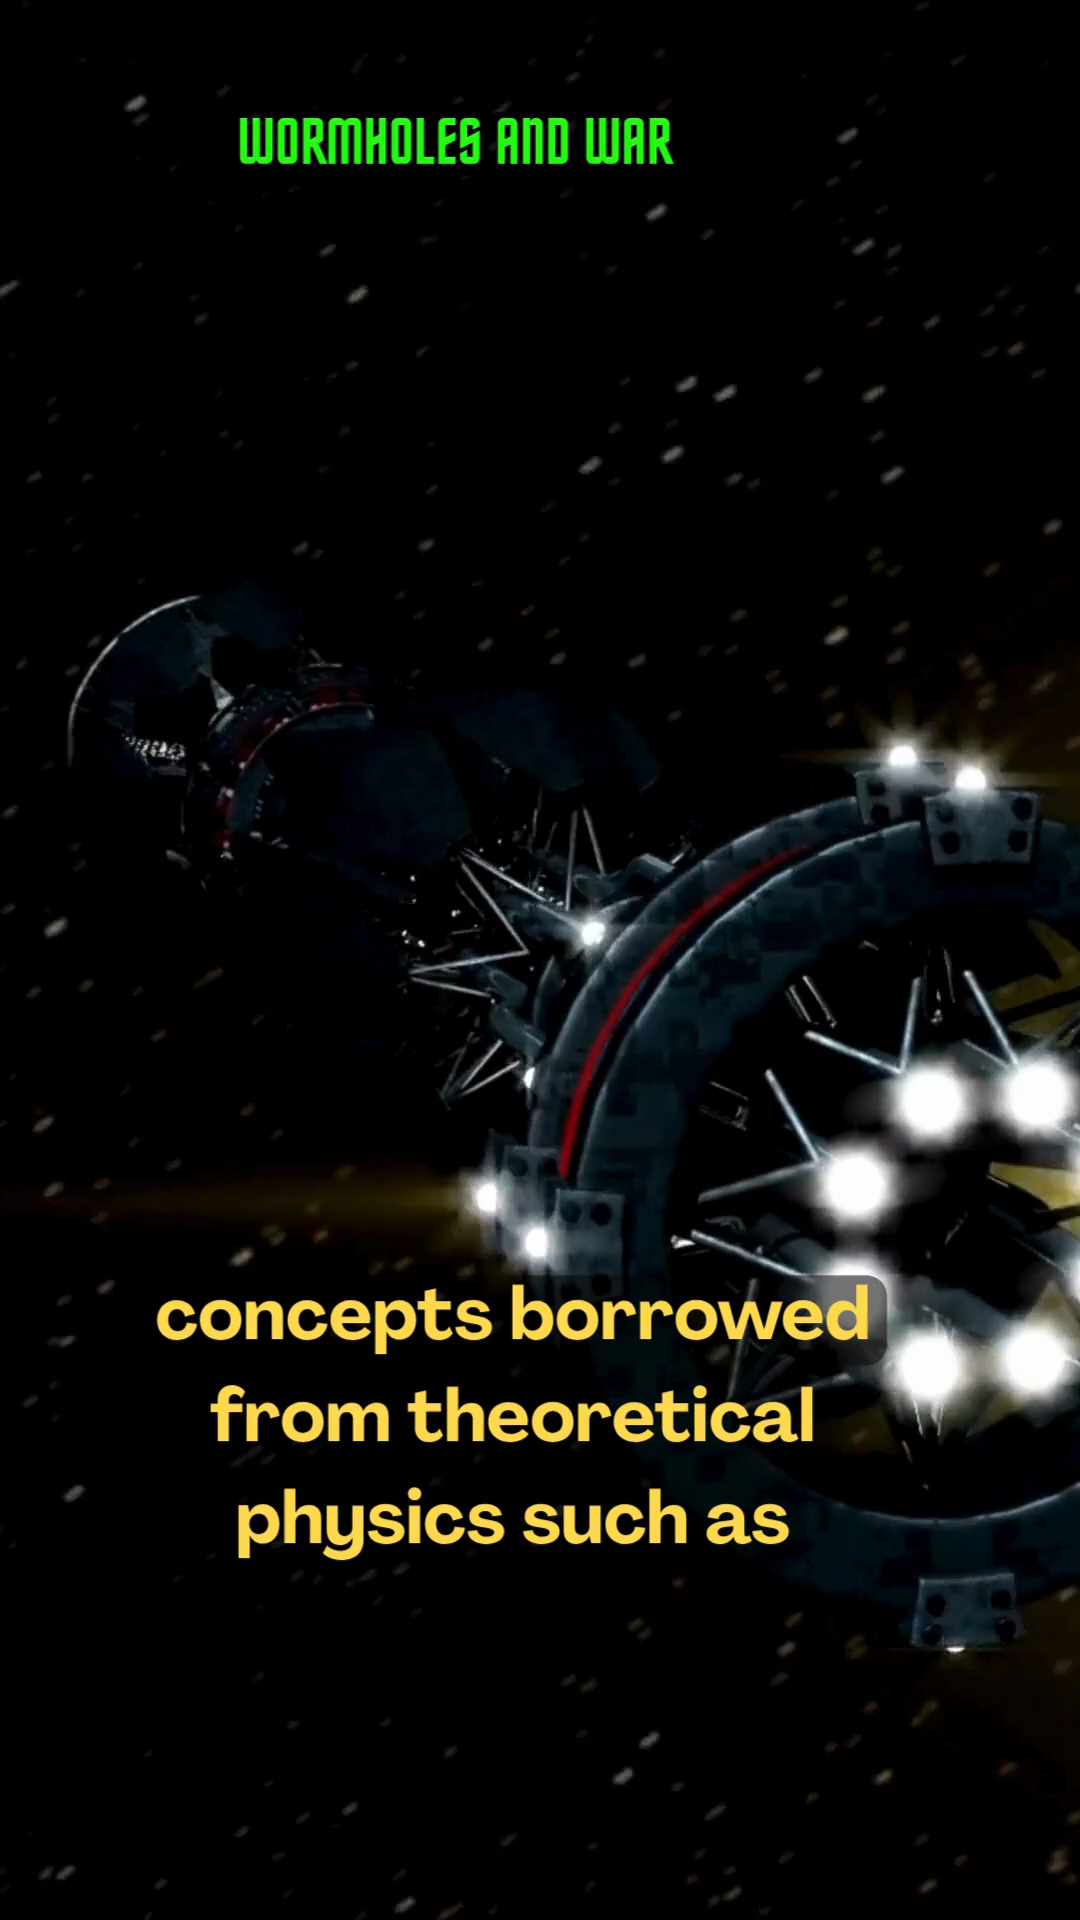 WORMHOLES AND WAR
concepts borrowed
from theoretical
physics such as